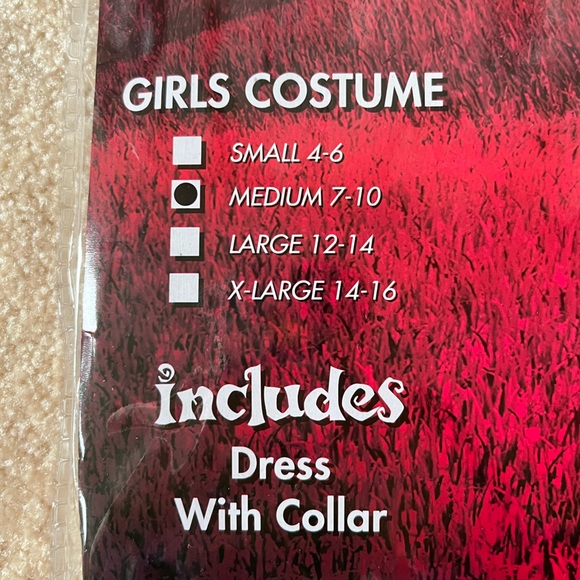 GIRLS COSTUME
SMALL 4-6
MEDIUM 7-10
LARGE 12-14
X-LARGE 14-16
includes
Dress
With Collar